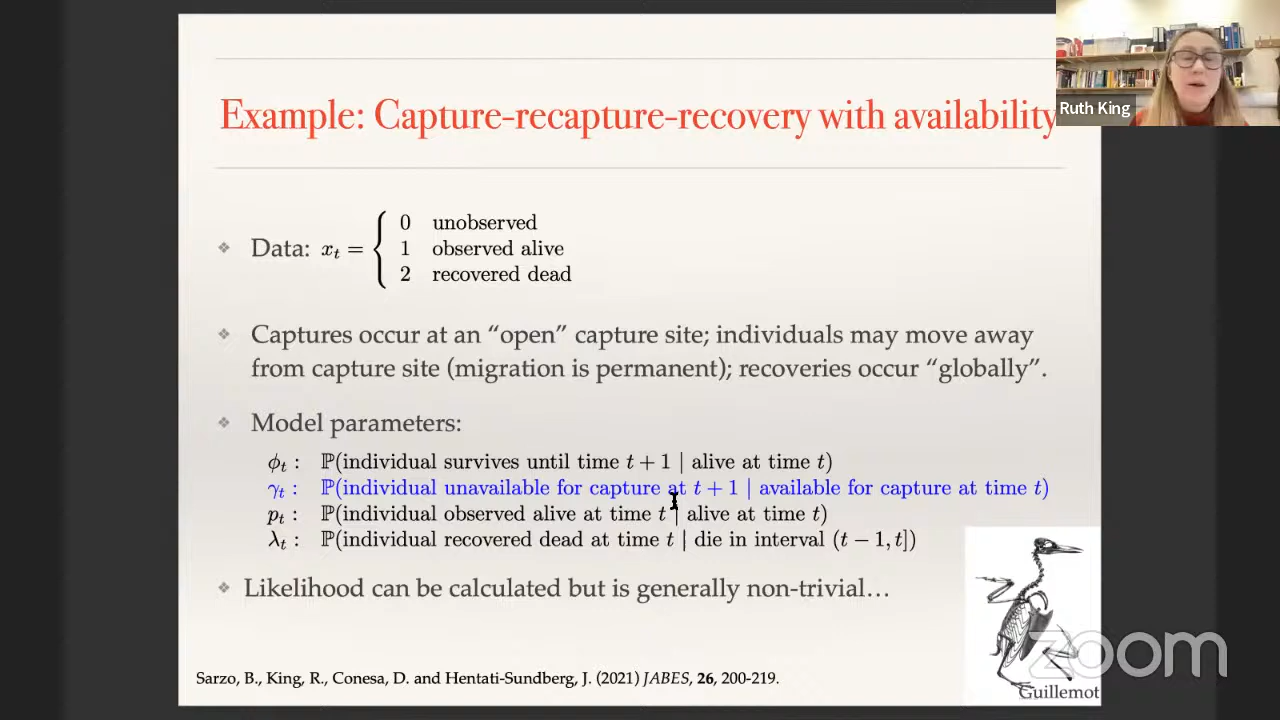 Example: Capture-recapture-recovery with availability
Ruth King
Data: xₜ = { 0 unobserved
1 observed alive
2 recovered dead
Captures occur at an “open” capture site; individuals may move away
from capture site (migration is permanent); recoveries occur “globally”.
Model parameters:
ϕₜ : ℙ(individual survives until time t + 1 | alive at time t)
γₜ : ℙ(individual unavailable for capture at t + 1 | available for capture at time t)
pₜ : ℙ(individual observed alive at time t | alive at time t)
λₜ : ℙ(individual recovered dead at time t | die in interval (t − 1, t])
Likelihood can be calculated but is generally non-trivial…
Sarzo, B., King, R., Conesa, D. and Hentati-Sundberg, J. (2021) JABES, 26, 200-219.
zoom
Guillemot